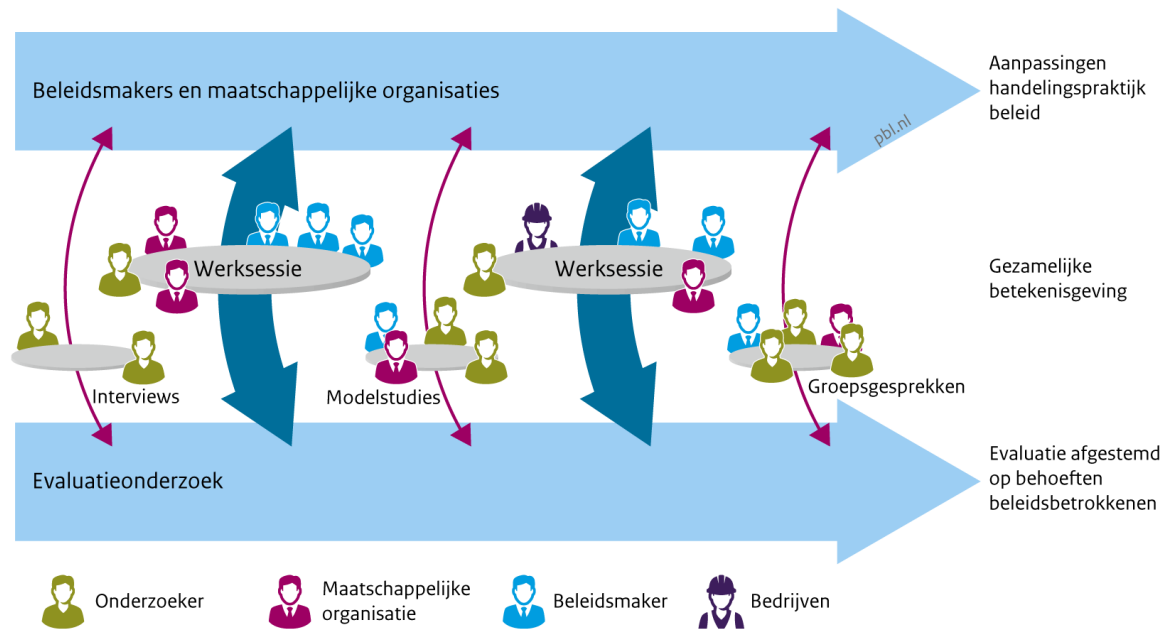 Beleidsmakers en maatschappelijke organisaties
Aanpassingen
handelingspraktijk
beleid
pbl.nl
Werksessie
Werksessie
Gezamelijke
betekenisgeving
Interviews
Modelstudies
Groepsgesprekken
Evaluatieonderzoek
Evaluatie afgestemd
op behoeften
beleidsbetrokkenen
Onderzoeker
Maatschappelijke
organisatie
Beleidsmaker
Bedrijven